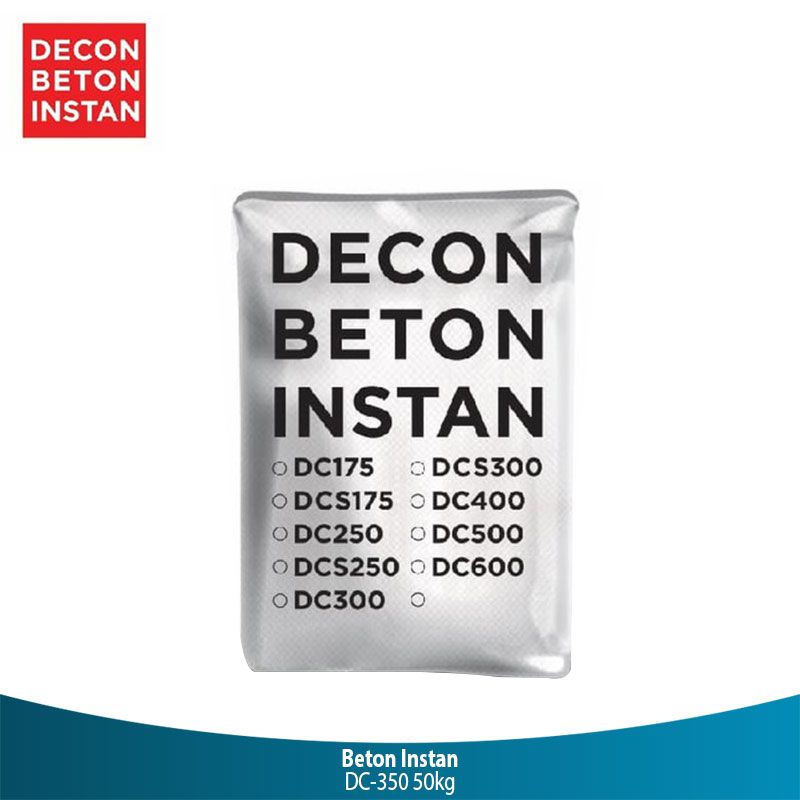 DECON
BETON
INSTAN
DECON
BETON
INSTAN
DC175
DCS300
DCS175
DC400
DC250
DC500
DCS250
DC600
DC300
Beton Instan
DC-350 50kg